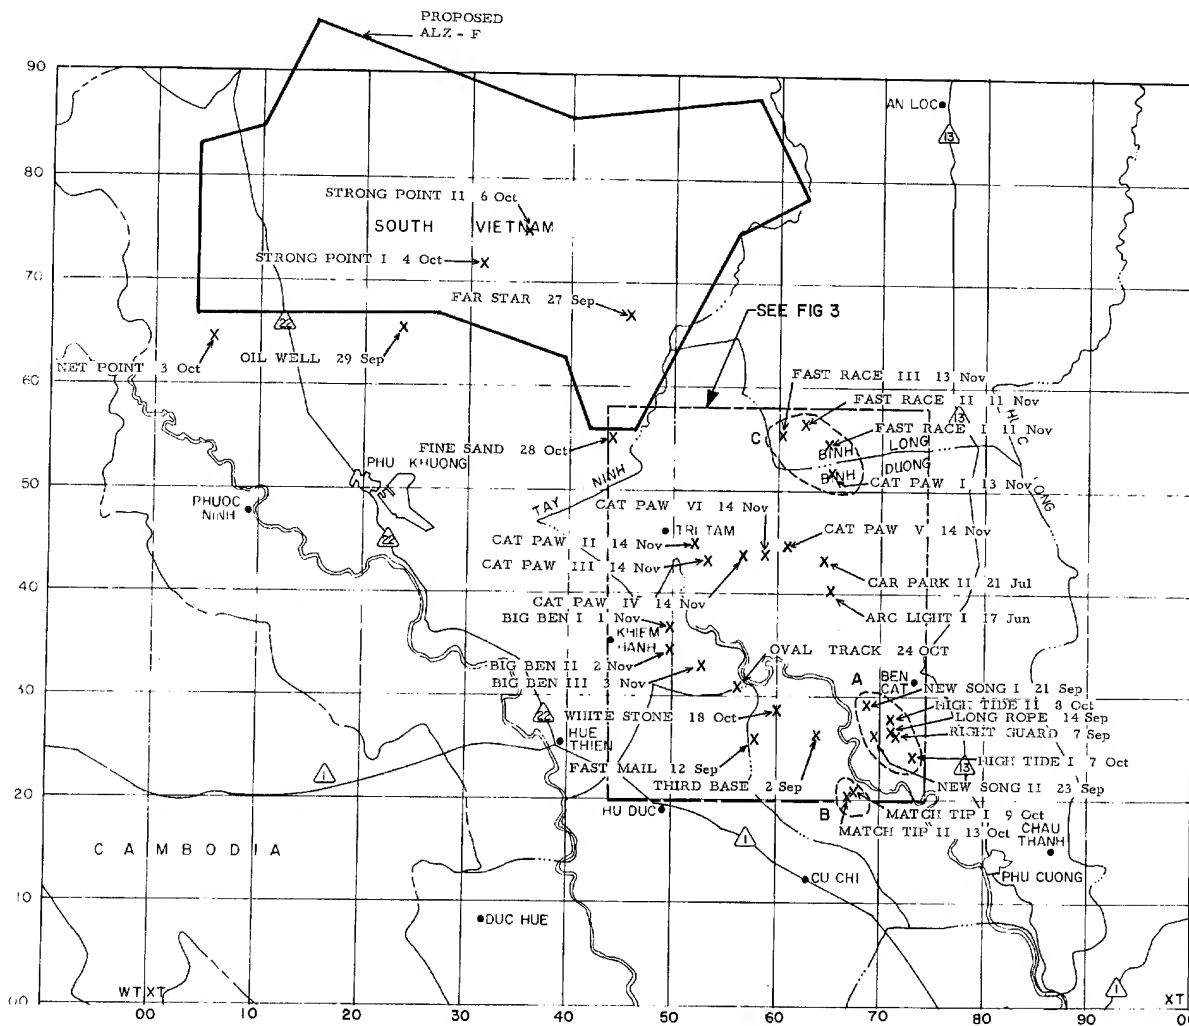 PROPOSED
ALZ - F
90
AN LOC
13
80
STRONG POINT II 6 Oct
SOUTH VIETNAM
70
STRONG POINT I 4 Oct
FAR STAR 27 Sep
SEE FIG 3
22
NET POINT 3 Oct
OIL WELL 29 Sep
60
FAST RACE III 13 Nov
FAST RACE II 11 Nov
13
C
FAST RACE I 11 Nov
FINE SAND 28 Oct
BINH LONG
BINH DUONG
PHU KHUONG
50
CAT PAW I 13 Nov
TAY NINH
LONG
PHUOC
NINH
CAT PAW VI 14 Nov
TRI TAM
CAT PAW V 14 Nov
22
CAT PAW II 14 Nov
CAT PAW III 14 Nov
40
CAR PARK II 21 Jul
CAT PAW IV 14 Nov
BIG BEN I 1 Nov
ARC LIGHT I 17 Jun
KHIEM
HANH
OVAL TRACK 24 OCT
BIG BEN II 2 Nov
BIG BEN III 3 Nov
BEN
CAT
A
30
NEW SONG I 21 Sep
HIGH TIDE II 8 Oct
WHITE STONE 18 Oct
LONG ROPE 14 Sep
22
HUE
THIEN
RIGHT GUARD 7 Sep
1
FAST MAIL 12 Sep
HIGH TIDE I 7 Oct
13
THIRD BASE 2 Sep
NEW SONG II 23 Sep
20
HU DUC
B
MATCH TIP I 9 Oct
MATCH TIP II 13 Oct
CHAU
THANH
1
CAMBODIA
PHU CUONG
CU CHI
10
DUC HUE
WT XT
1
XT
00
00 10 20 30 40 50 60 70 80 90 00